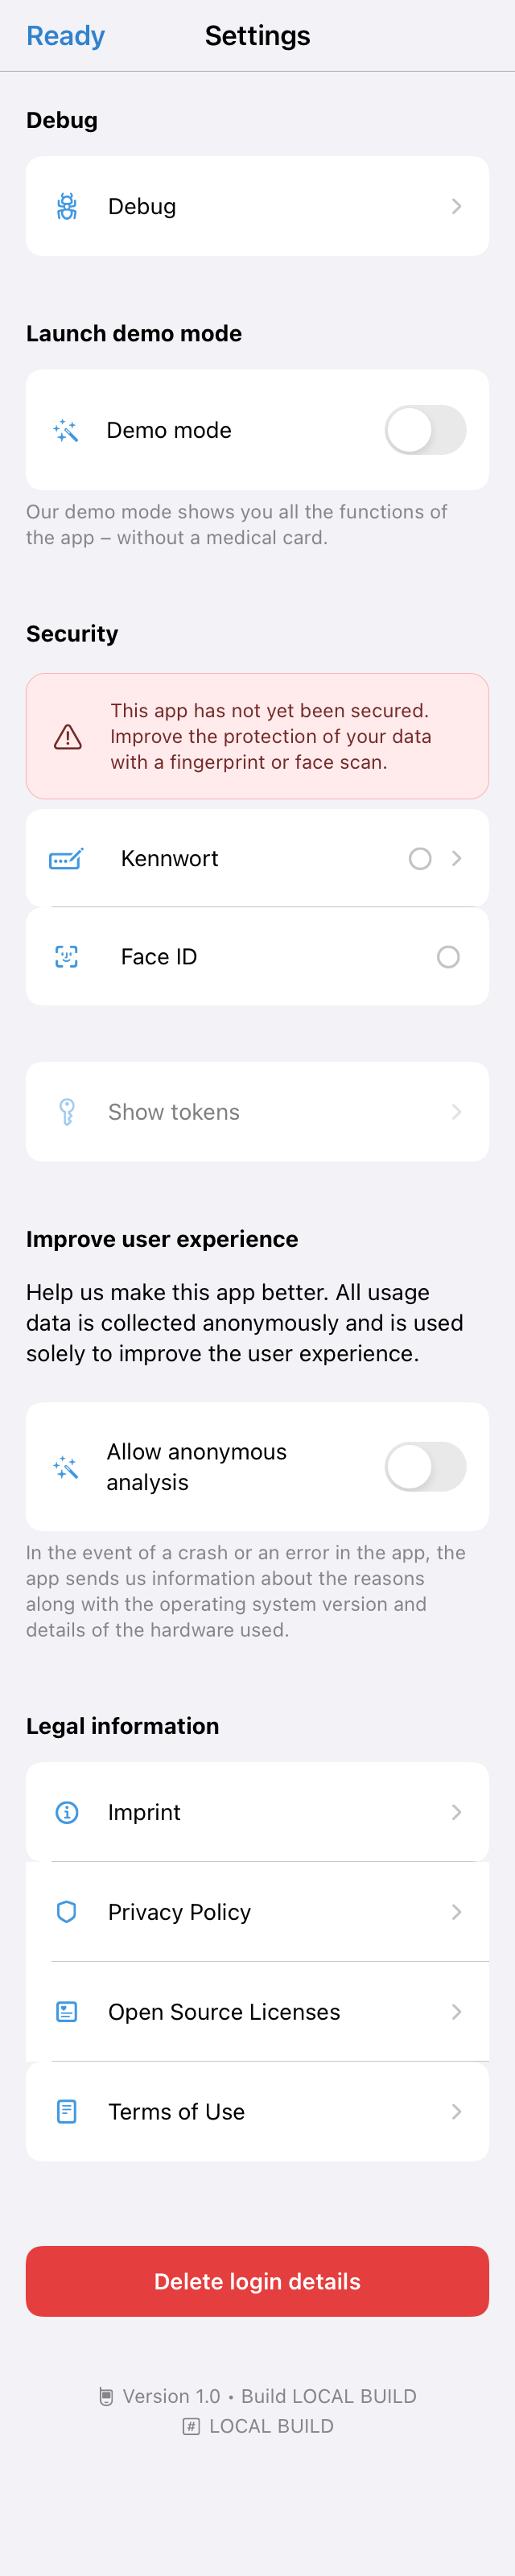 Ready
Settings
Debug
Debug
Launch demo mode
Demo mode
Our demo mode shows you all the functions of
the app – without a medical card.
Security
This app has not yet been secured.
Improve the protection of your data
with a fingerprint or face scan.
Kennwort
Face ID
Show tokens
Improve user experience
Help us make this app better. All usage
data is collected anonymously and is used
solely to improve the user experience.
Allow anonymous
analysis
In the event of a crash or an error in the app, the
app sends us information about the reasons
along with the operating system version and
details of the hardware used.
Legal information
Imprint
Privacy Policy
Open Source Licenses
Terms of Use
Delete login details
Version 1.0 • Build LOCAL BUILD
# LOCAL BUILD